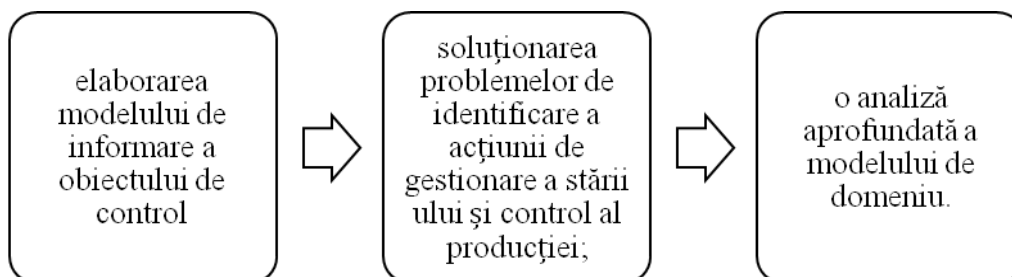 elaborarea
modelului de
informare a
obiectului de
control
soluționarea
problemelor de
identificare a
acțiunii de
gestionare a stării
ului și control al
producției;
o analiză
aprofundată a
modelului de
domeniu.